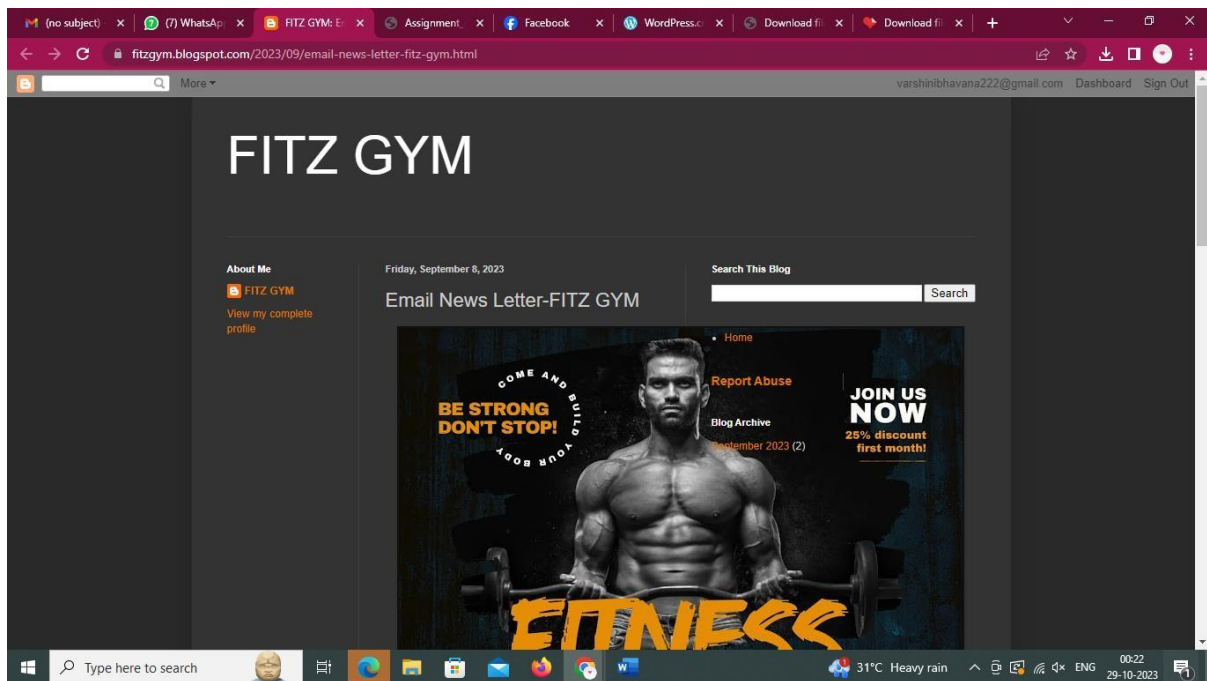 (no subject)
(7) WhatsAp
FITZ GYM: E
Assignment_
Facebook
WordPress.c
Download fil
Download fil
fitzgym.blogspot.com/2023/09/email-news-letter-fitz-gym.html
More
varshinibhavana222@gmail.com Dashboard Sign Out
FITZ GYM
About Me
FITZ GYM
View my complete
profile
Friday, September 8, 2023
Email News Letter-FITZ GYM
Search This Blog
Search
Home
Report Abuse
Blog Archive
September 2023 (2)
COME AND BUILD YOUR BODY
BE STRONG
DON'T STOP!
JOIN US
NOW
25% discount
first month!
FITNESS
Type here to search
31°C Heavy rain
ENG
00:22
29-10-2023